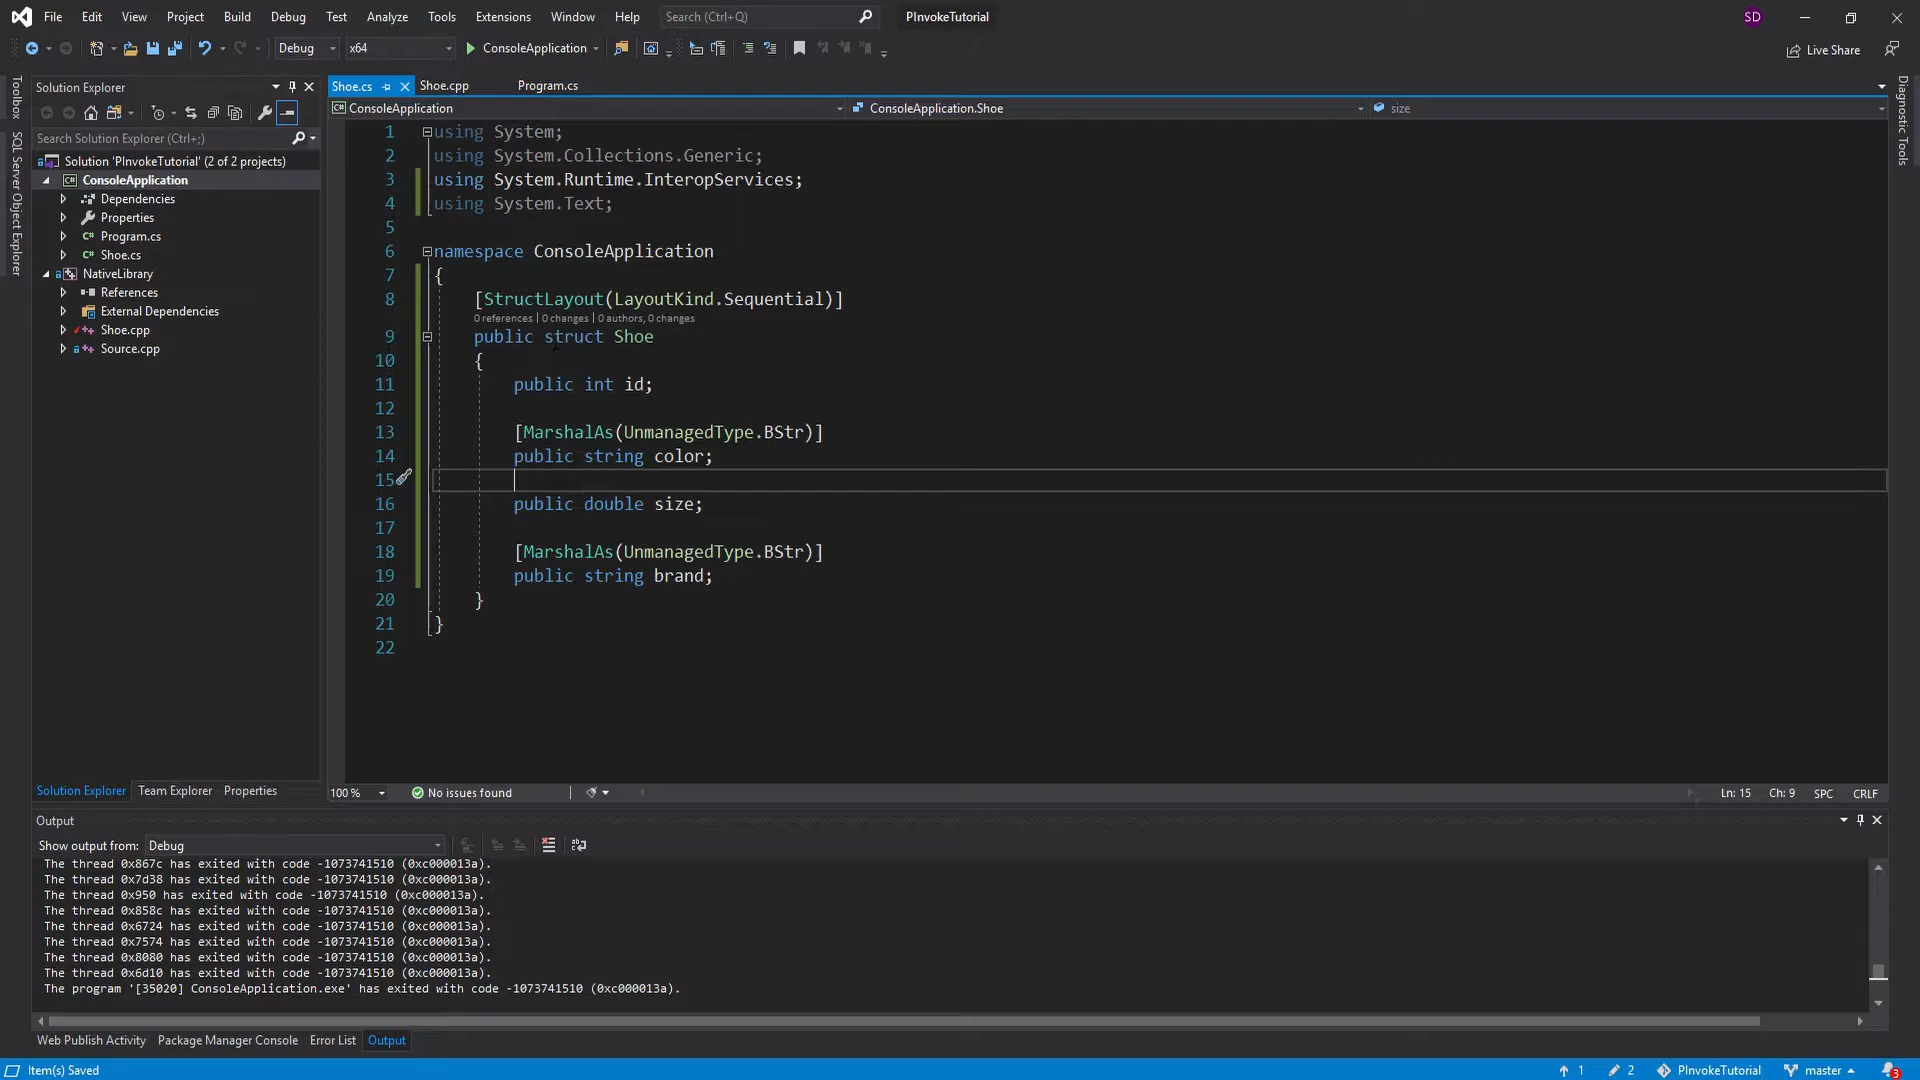 File Edit View Project Build Debug Test Analyze Tools Extensions Window Help Search (Ctrl+Q) PInvokeTutorial SD
Debug x64 ConsoleApplication Live Share
Solution Explorer
Shoe.cs Shoe.cpp Program.cs
ConsoleApplication ConsoleApplication.Shoe size
Toolbox
SQL Server Object Explorer
Diagnostic Tools
Search Solution Explorer (Ctrl+;)
Solution 'PInvokeTutorial' (2 of 2 projects)
ConsoleApplication
Dependencies
Properties
Program.cs
Shoe.cs
NativeLibrary
References
External Dependencies
Shoe.cpp
Source.cpp
1 using System;
2 using System.Collections.Generic;
3 using System.Runtime.InteropServices;
4 using System.Text;
5
6 namespace ConsoleApplication
7 {
8 [StructLayout(LayoutKind.Sequential)]
0 references | 0 changes | 0 authors, 0 changes
9 public struct Shoe
10 {
11 public int id;
12
13 [MarshalAs(UnmanagedType.BStr)]
14 public string color;
15
16 public double size;
17
18 [MarshalAs(UnmanagedType.BStr)]
19 public string brand;
20 }
21 }
22
Solution Explorer Team Explorer Properties
100 % No issues found Ln: 15 Ch: 9 SPC CRLF
Output
Show output from: Debug
The thread 0x867c has exited with code -1073741510 (0xc000013a).
The thread 0x7d38 has exited with code -1073741510 (0xc000013a).
The thread 0x950 has exited with code -1073741510 (0xc000013a).
The thread 0x858c has exited with code -1073741510 (0xc000013a).
The thread 0x6724 has exited with code -1073741510 (0xc000013a).
The thread 0x7574 has exited with code -1073741510 (0xc000013a).
The thread 0x8080 has exited with code -1073741510 (0xc000013a).
The thread 0x6d10 has exited with code -1073741510 (0xc000013a).
The program '[35020] ConsoleApplication.exe' has exited with code -1073741510 (0xc000013a).
Web Publish Activity Package Manager Console Error List Output
Item(s) Saved 1 2 PInvokeTutorial master 3